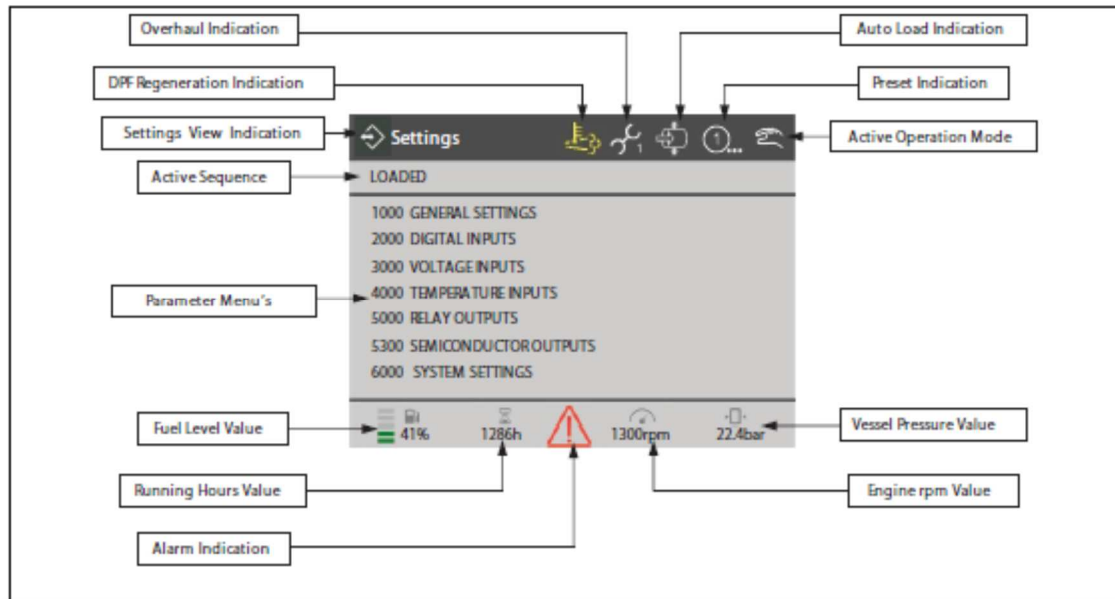 Overhaul Indication
Auto Load Indication
DPF Regeneration Indication
Preset Indication
Settings View Indication
Settings
1
1...
Active Operation Mode
Active Sequence
LOADED
1000 GENERAL SETTINGS
2000 DIGITAL INPUTS
3000 VOLTAGE INPUTS
Parameter Menu's
4000 TEMPERATURE INPUTS
5000 RELAY OUTPUTS
5300 SEMICONDUCTOR OUTPUTS
6000 SYSTEM SETTINGS
Fuel Level Value
41%
1286h
1300rpm
22.4bar
Vessel Pressure Value
Running Hours Value
Engine rpm Value
Alarm Indication